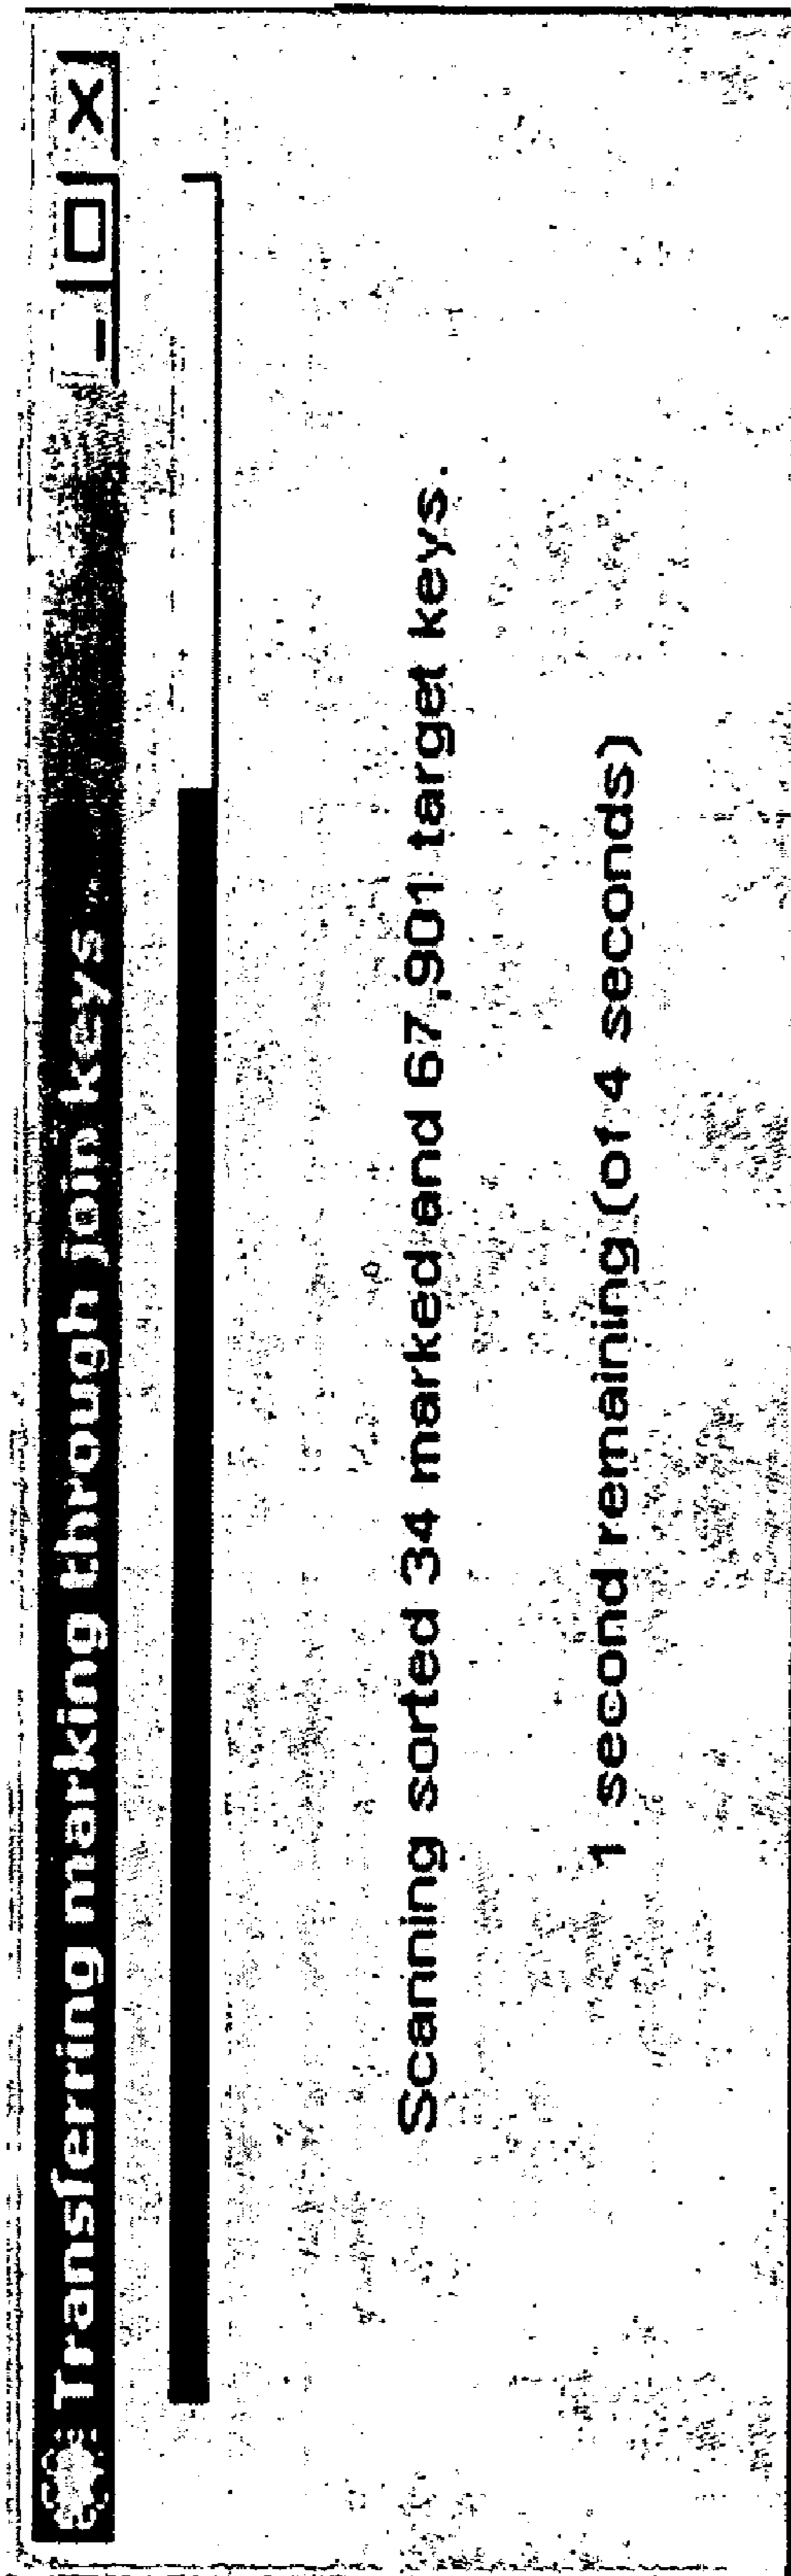 Transferring marking through join keys
Scanning sorted 34 marked and 67,901 target keys.
1 second remaining (of 4 seconds)